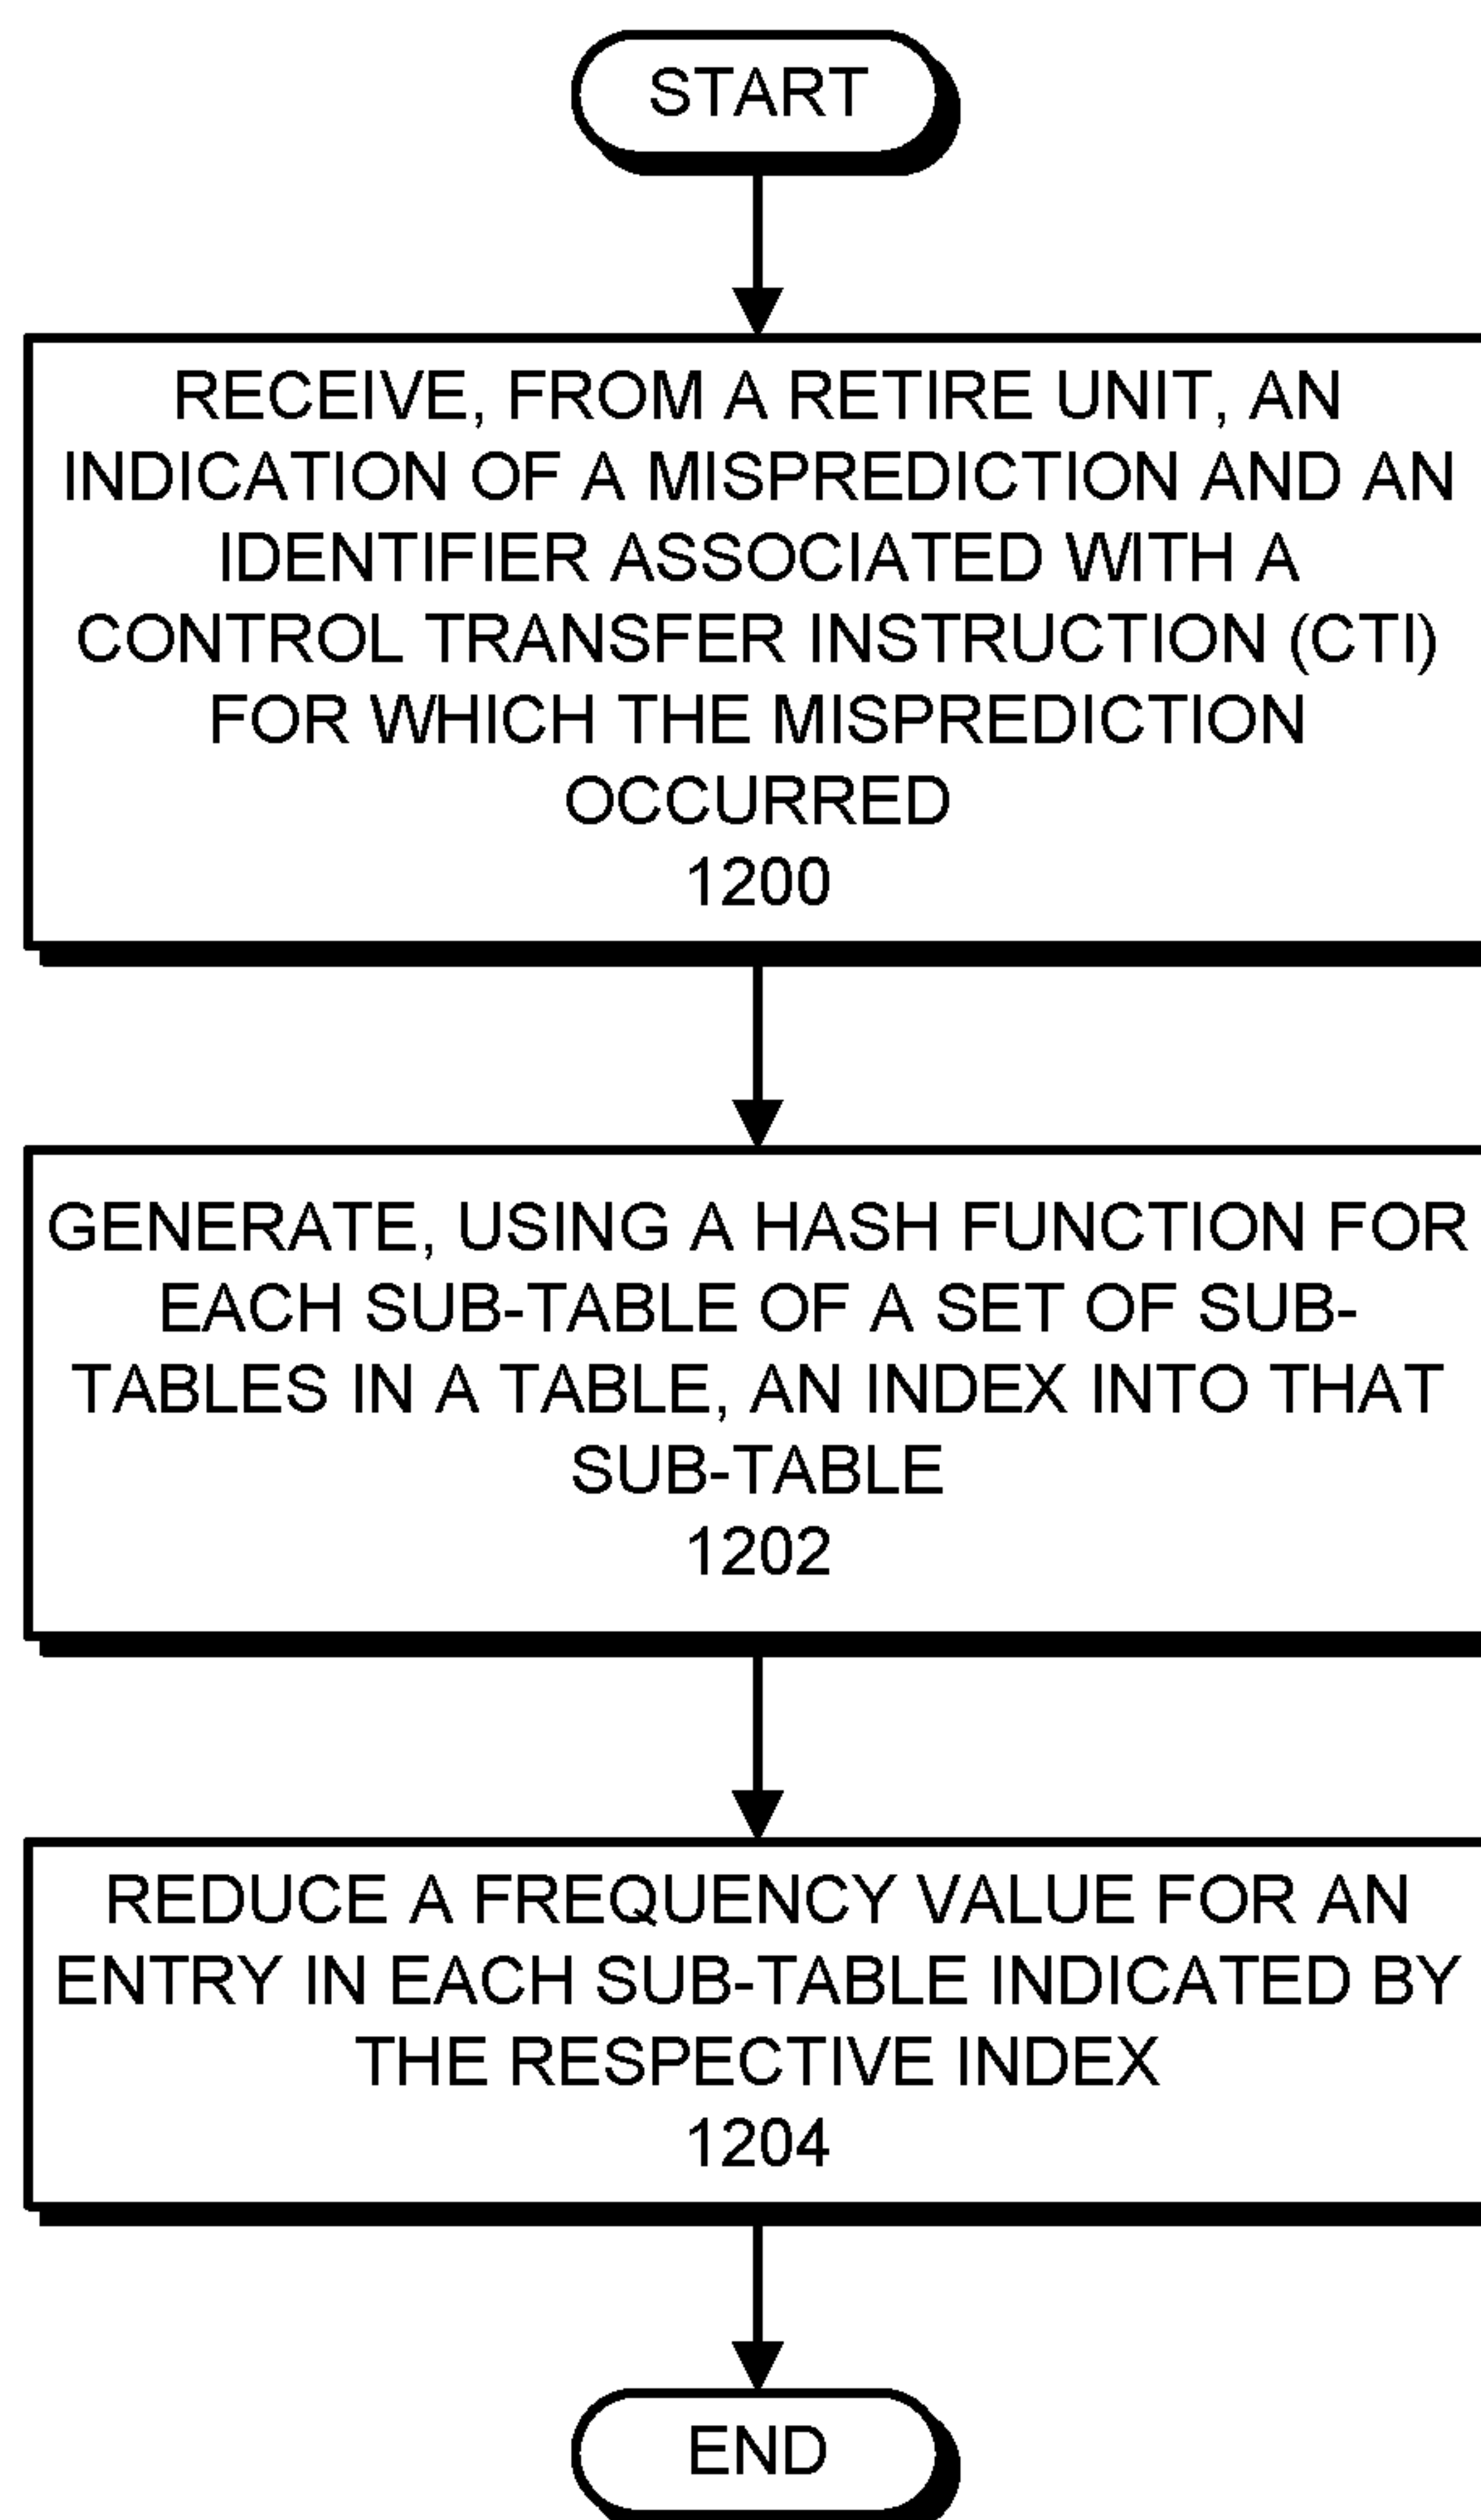 START
RECEIVE, FROM A RETIRE UNIT, AN
INDICATION OF A MISPREDICTION AND AN
IDENTIFIER ASSOCIATED WITH A
CONTROL TRANSFER INSTRUCTION (CTI)
FOR WHICH THE MISPREDICTION
OCCURRED
1200
GENERATE, USING A HASH FUNCTION FOR
EACH SUB-TABLE OF A SET OF SUB-
TABLES IN A TABLE, AN INDEX INTO THAT
SUB-TABLE
1202
REDUCE A FREQUENCY VALUE FOR AN
ENTRY IN EACH SUB-TABLE INDICATED BY
THE RESPECTIVE INDEX
1204
END